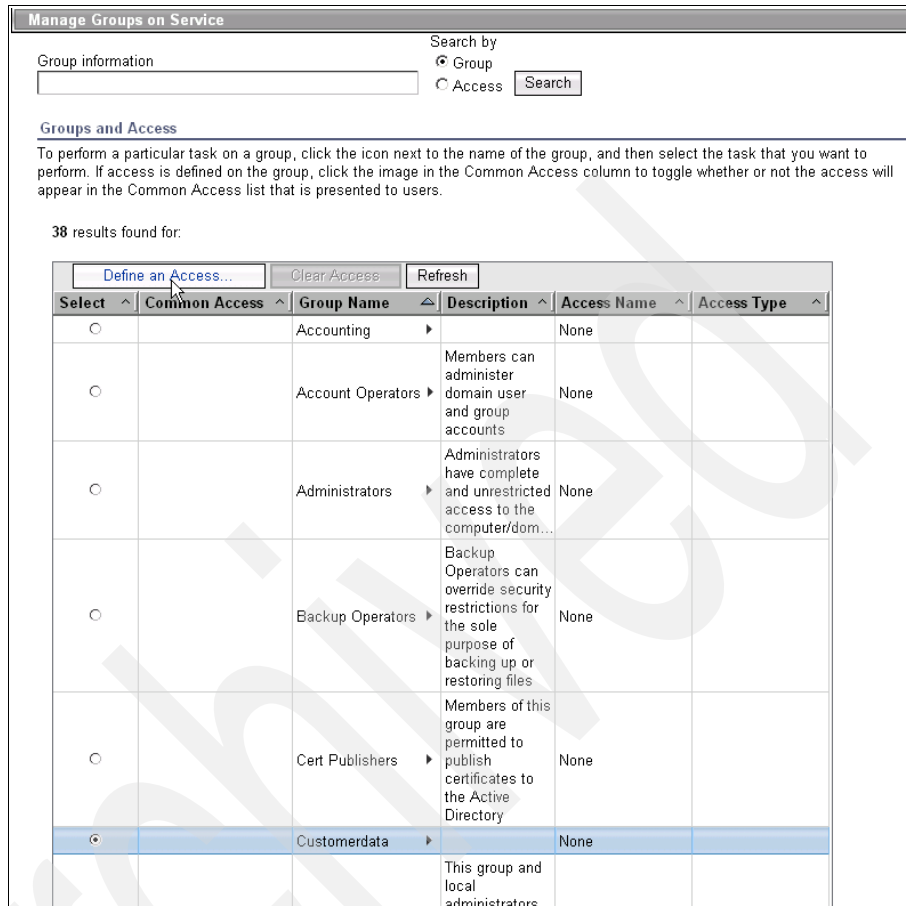 Manage Groups on Service
Search by
Group information
Group
Access
Search
Groups and Access
To perform a particular task on a group, click the icon next to the name of the group, and then select the task that you want to
perform. If access is defined on the group, click the image in the Common Access column to toggle whether or not the access will
appear in the Common Access list that is presented to users.
38 results found for:
Define an Access... Clear Access Refresh
Select Common Access Group Name Description Access Name Access Type
Accounting None
Members can
administer
Account Operators domain user None
and group
accounts
Administrators
have complete
Administrators and unrestricted None
access to the
computer/dom...
Backup
Operators can
override security
restrictions for
Backup Operators the sole None
purpose of
backing up or
restoring files
Members of this
group are
permitted to
Cert Publishers publish None
certificates to
the Active
Directory
Customerdata None
This group and
local
administrators
Archived